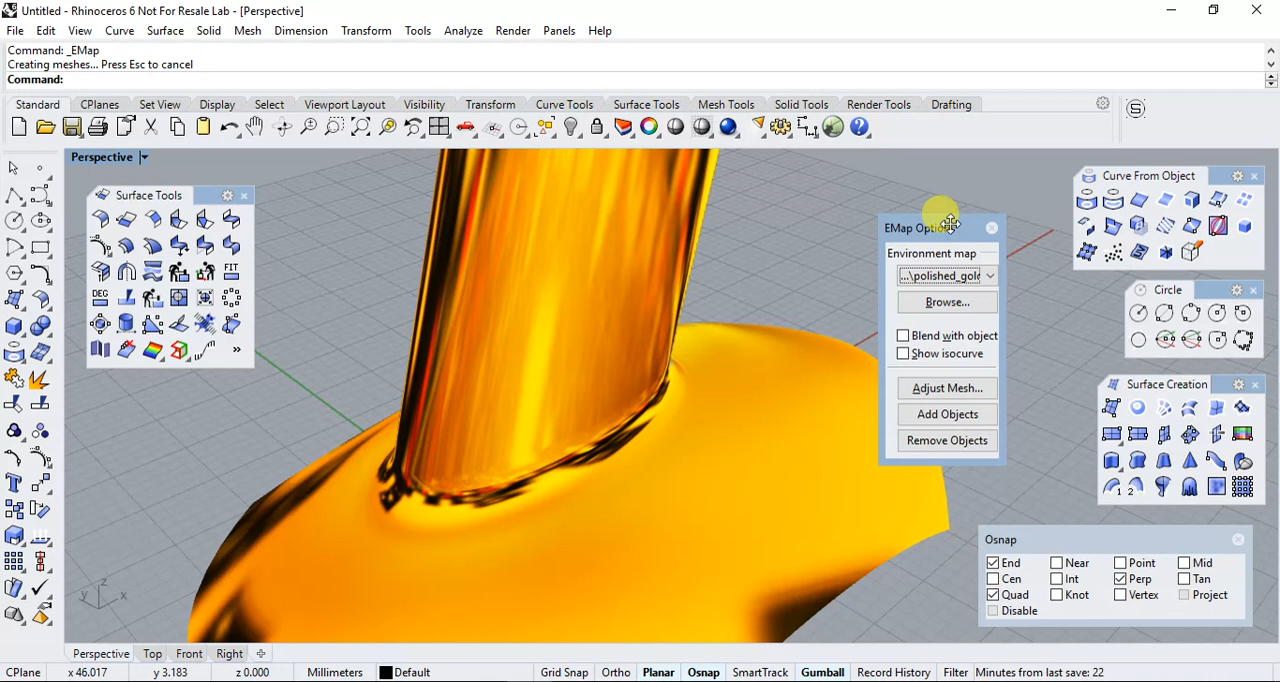 Untitled - Rhinoceros 6 Not For Resale Lab - [Perspective]
File Edit View Curve Surface Solid Mesh Dimension Transform Tools Analyze Render Panels Help
Command: _EMap
Creating meshes... Press Esc to cancel
Command:
Standard CPlanes Set View Display Select Viewport Layout Visibility Transform Curve Tools Surface Tools Mesh Tools Solid Tools Render Tools Drafting
Perspective
Surface Tools
FIT
DEG
EMap Opti
Environment map
...\polished_gol
Browse...
Blend with object
Show isocurve
Adjust Mesh...
Add Objects
Remove Objects
Curve From Object
Circle
Surface Creation
1 2
Osnap
End Near Point Mid
Cen Int Perp Tan
Quad Knot Vertex Project
Disable
z
y x
Perspective Top Front Right
CPlane x 46.017 y 3.183 z 0.000 Millimeters Default Grid Snap Ortho Planar Osnap SmartTrack Gumball Record History Filter Minutes from last save: 22